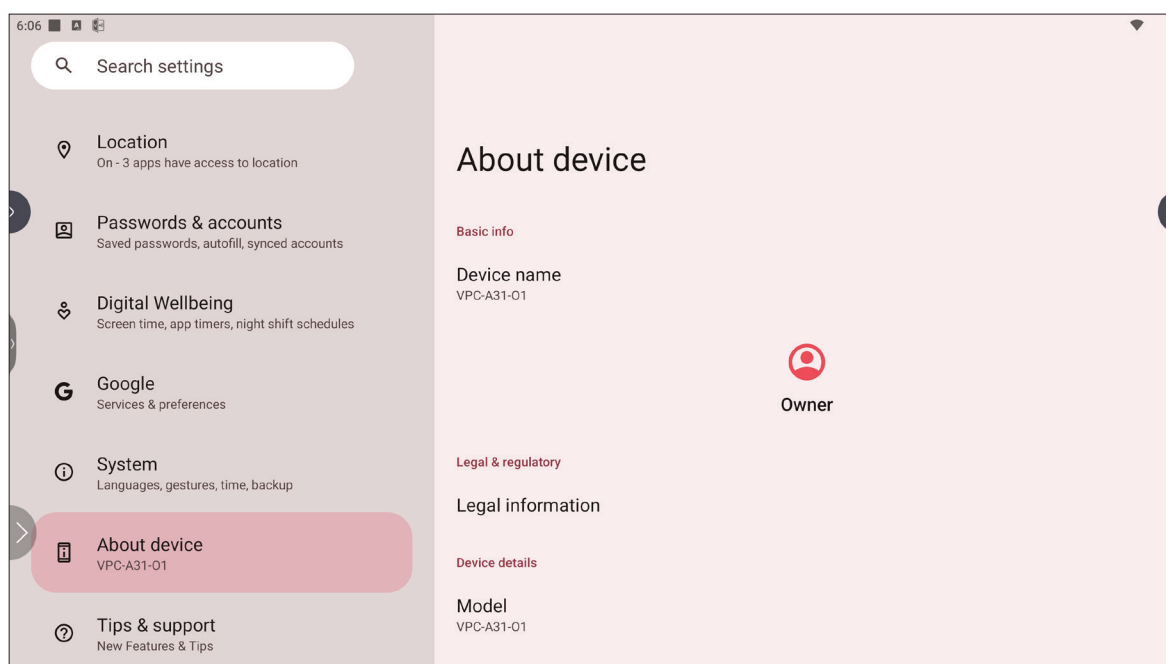 6:06
Search settings
Location
On - 3 apps have access to location
Passwords & accounts
Saved passwords, autofill, synced accounts
Digital Wellbeing
Screen time, app timers, night shift schedules
Google
Services & preferences
System
Languages, gestures, time, backup
About device
VPC-A31-O1
Tips & support
New Features & Tips
About device
Basic info
Device name
VPC-A31-O1
Owner
Legal & regulatory
Legal information
Device details
Model
VPC-A31-O1